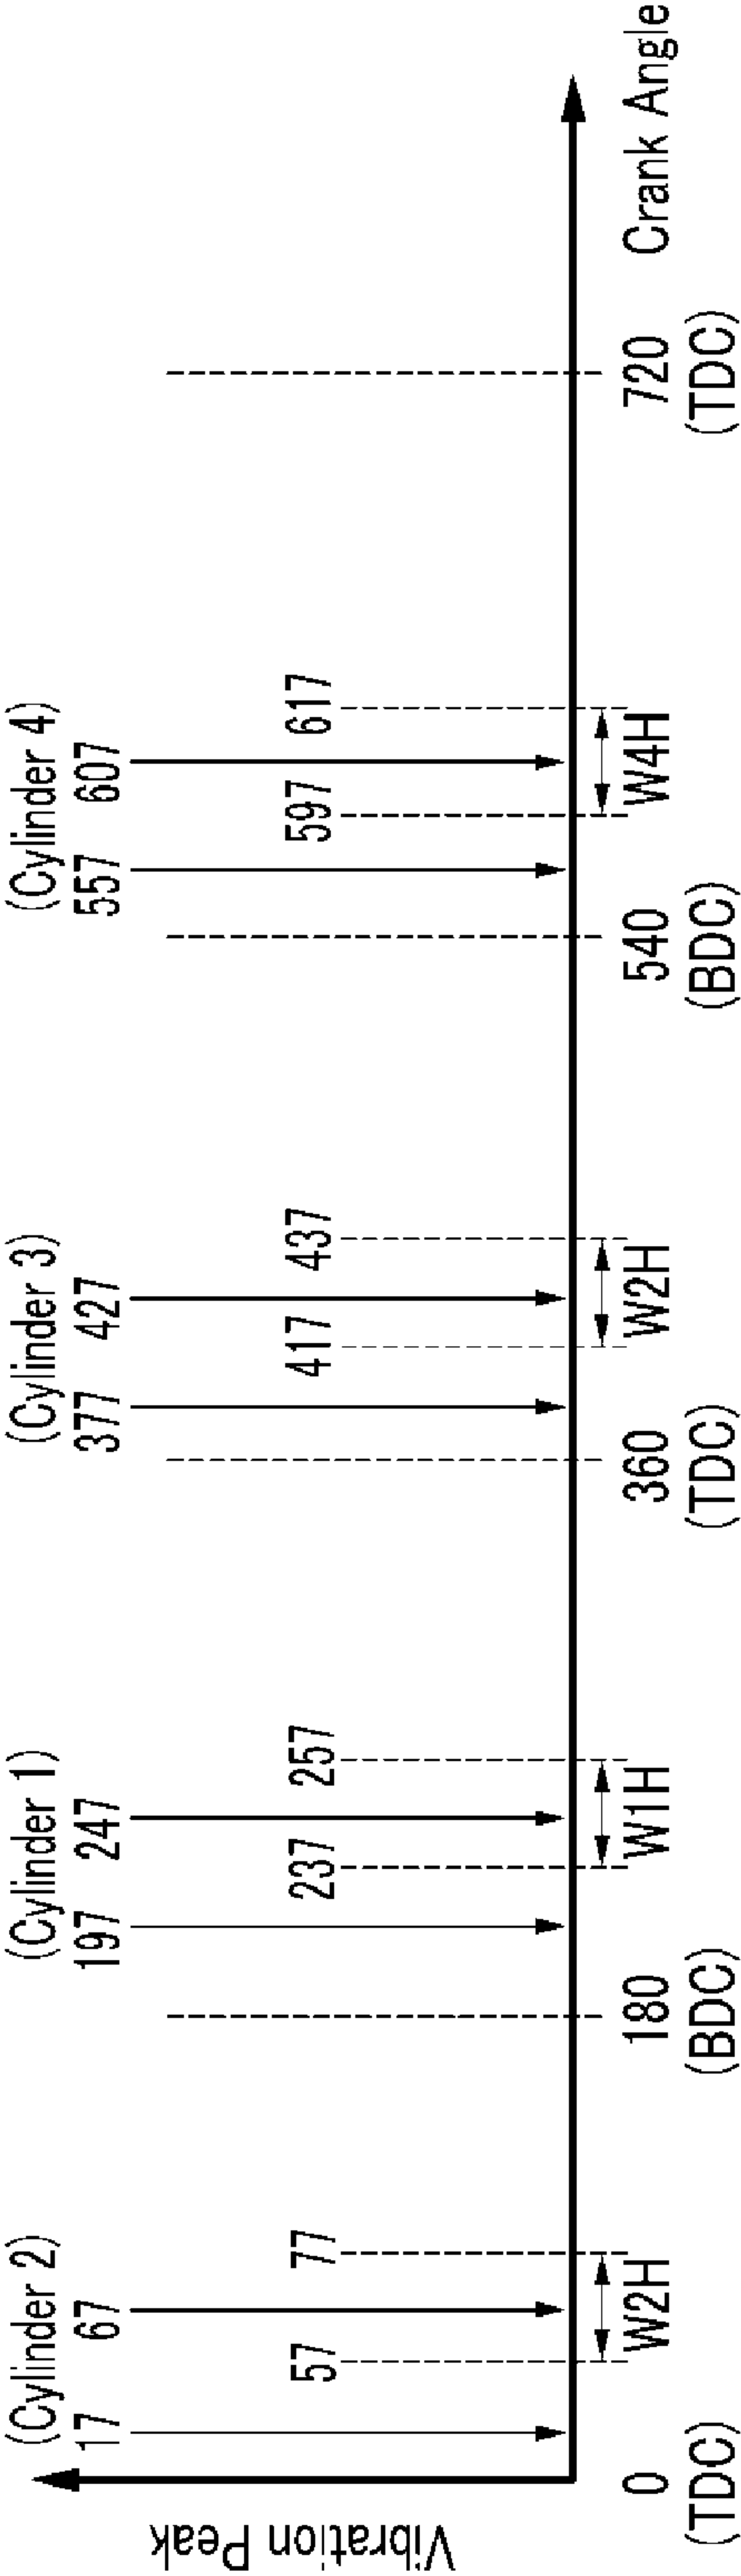 Vibration Peak
(Cylinder 2)
17 67
57 77
W2H
0
(TDC)
180
(BDC)
(Cylinder 1)
197 247
237 257
W1H
360
(TDC)
(Cylinder 3)
377 427
417 437
W2H
540
(BDC)
(Cylinder 4)
557 607
597 617
W4H
720
(TDC)
Crank Angle